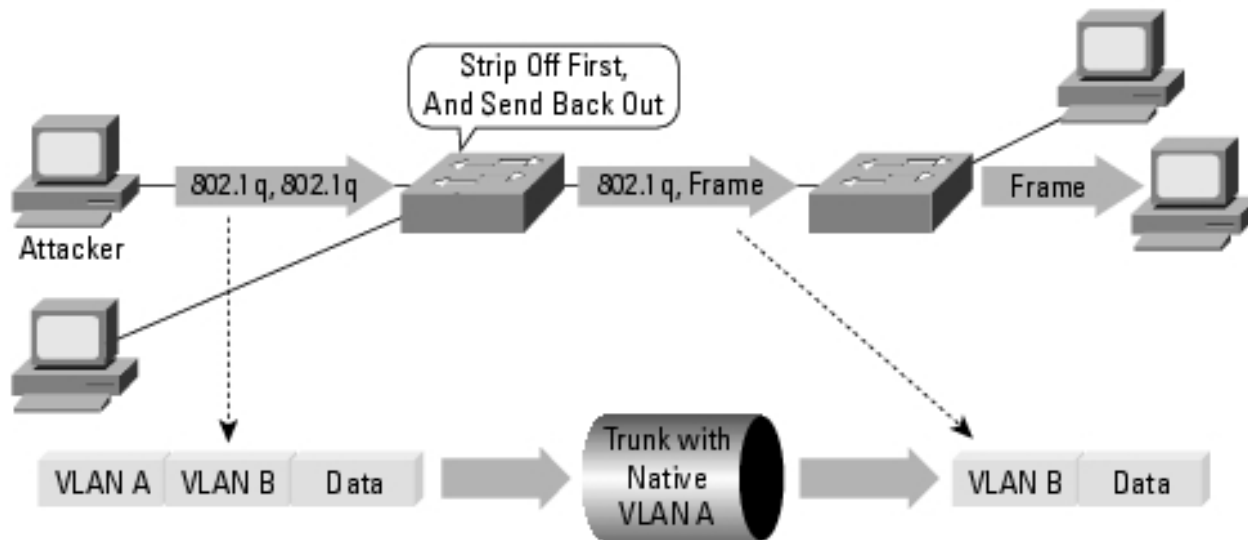 Strip Off First,
And Send Back Out
802.1q, 802.1q
802.1q, Frame
Frame
Attacker
VLAN A
VLAN B
Data
Trunk with
Native
VLAN A
VLAN B
Data